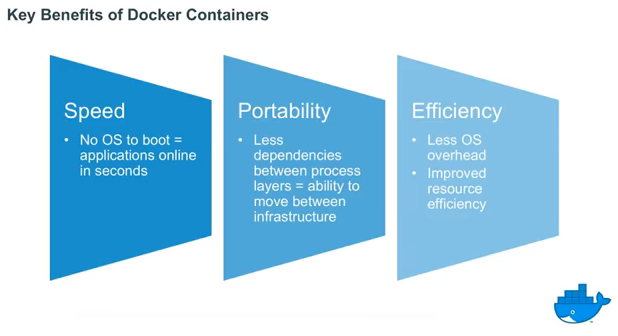 Key Benefits of Docker Containers
Speed
• No OS to boot =
applications online
in seconds
Portability
• Less
dependencies
between process
layers = ability to
move between
infrastructure
Efficiency
• Less OS
overhead
• Improved
resource
efficiency